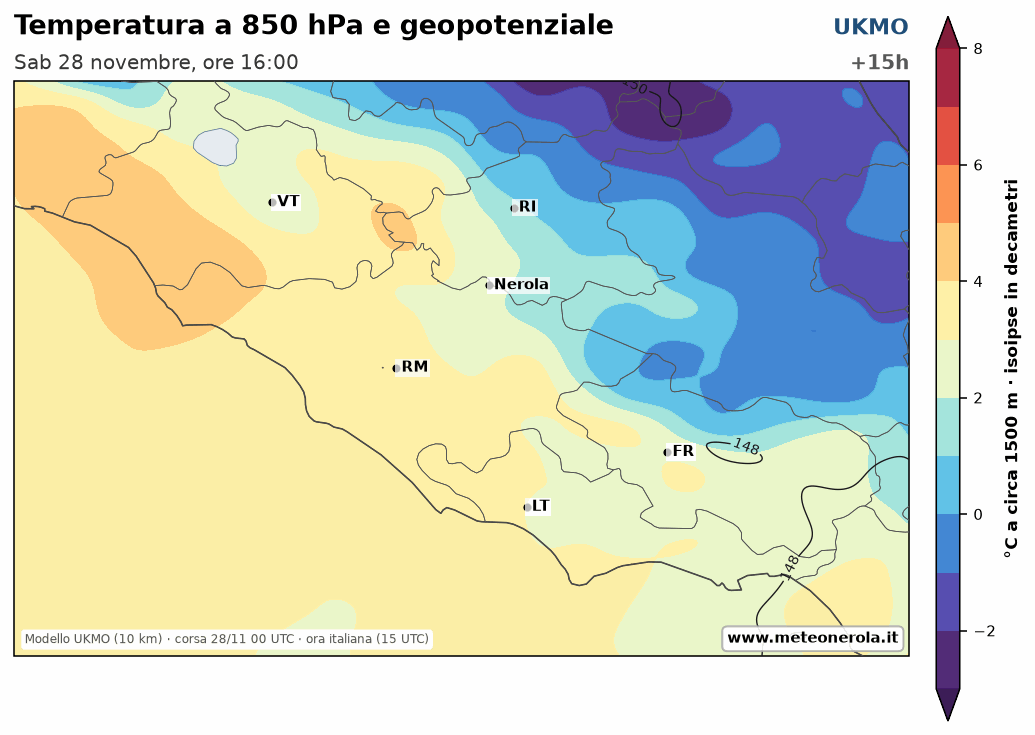 Temperatura a 850 hPa e geopotenziale
UKMO
Sab 28 novembre, ore 16:00
+15h
150
8
6
4
2
0
−2
°C a circa 1500 m · isoipse in decametri
VT
RI
Nerola
RM
148
FR
LT
148
Modello UKMO (10 km) · corsa 28/11 00 UTC · ora italiana (15 UTC)
www.meteonerola.it